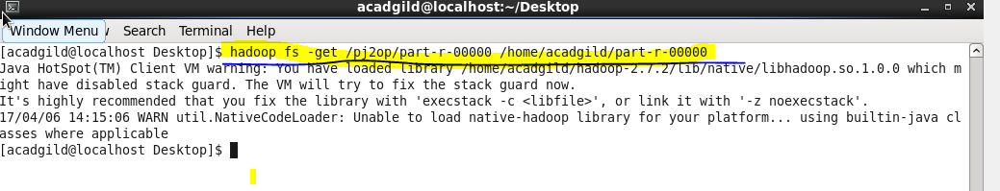 acadgild@localhost:~/Desktop
Window Menu Search Terminal Help
[acadgild@localhost Desktop]$ hadoop fs -get /pj2op/part-r-00000 /home/acadgild/part-r-00000
Java HotSpot(TM) Client VM warning: You have loaded library /home/acadgild/hadoop-2.7.2/lib/native/libhadoop.so.1.0.0 which m
ight have disabled stack guard. The VM will try to fix the stack guard now.
It's highly recommended that you fix the library with 'execstack -c <libfile>', or link it with '-z noexecstack'.
17/04/06 14:15:06 WARN util.NativeCodeLoader: Unable to load native-hadoop library for your platform... using builtin-java cl
asses where applicable
[acadgild@localhost Desktop]$